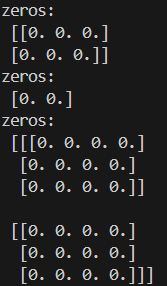 zeros:
 [[0. 0. 0.]
 [0. 0. 0.]]
zeros:
 [0. 0.]
zeros:
 [[[0. 0. 0. 0.]
  [0. 0. 0. 0.]
  [0. 0. 0. 0.]]

 [[0. 0. 0. 0.]
  [0. 0. 0. 0.]
  [0. 0. 0. 0.]]]